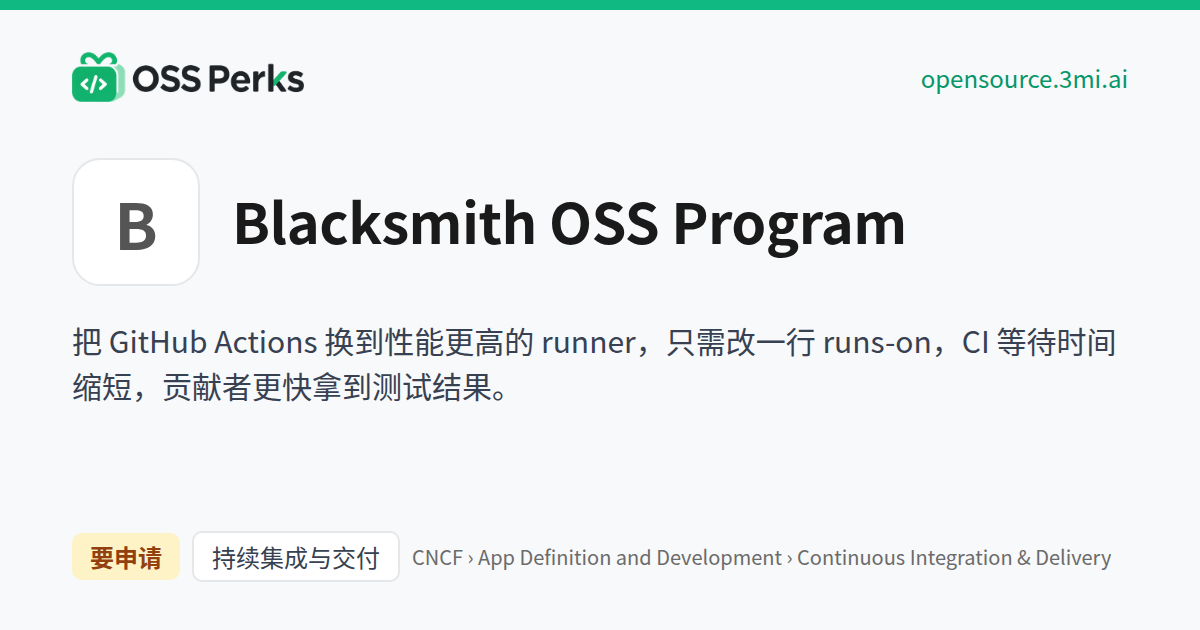 </> OSS Perks
opensource.3mi.ai
B
Blacksmith OSS Program
把 GitHub Actions 换到性能更高的 runner，只需改一行 runs-on，CI 等待时间
缩短，贡献者更快拿到测试结果。
要申请
持续集成与交付
CNCF › App Definition and Development › Continuous Integration & Delivery